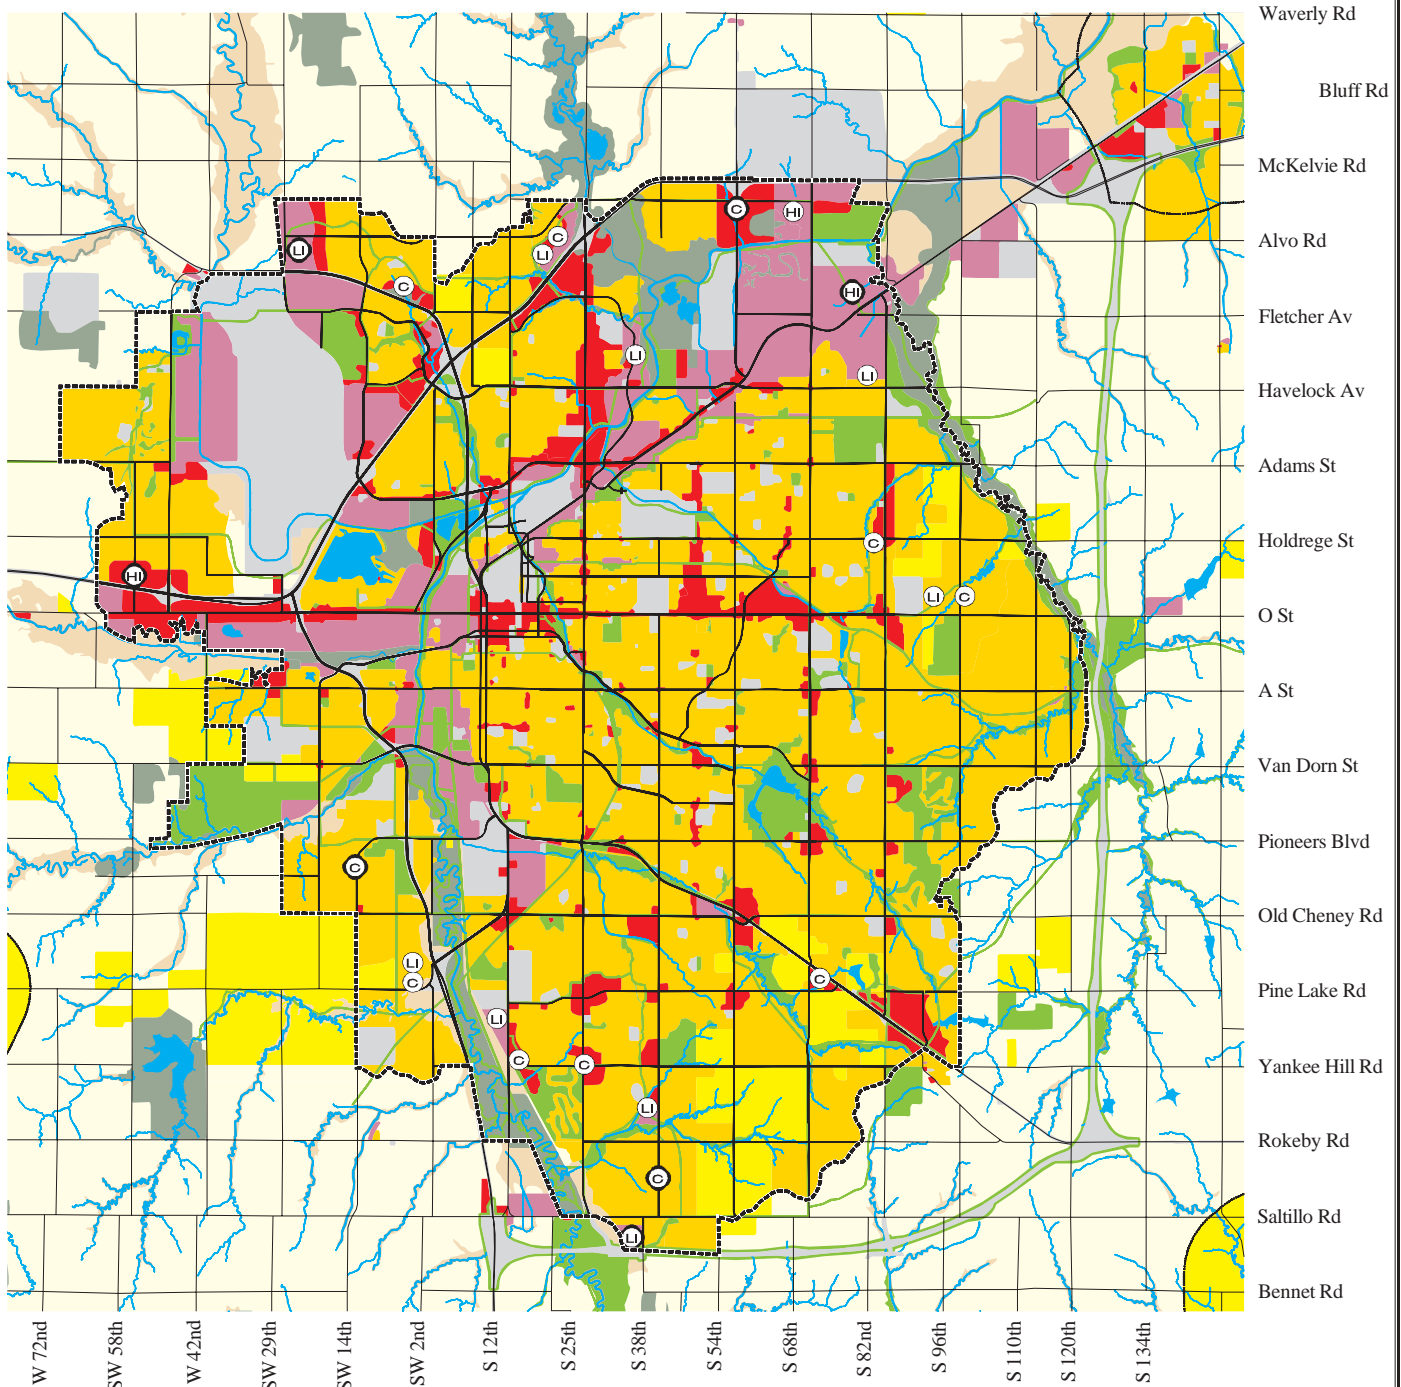 Waverly Rd
Bluff Rd
McKelvie Rd
C
HI
LI
C
LI
Alvo Rd
C
HI
Fletcher Av
LI
LI
Havelock Av
Adams St
C
Holdrege St
HI
LI
C
O St
A St
Van Dorn St
Pioneers Blvd
C
Old Cheney Rd
LI
C
C
Pine Lake Rd
LI
C
C
Yankee Hill Rd
LI
Rokeby Rd
C
Saltillo Rd
LI
Bennet Rd
W 72nd
SW 58th
W 42nd
SW 29th
SW 14th
SW 2nd
S 12th
S 25th
S 38th
S 54th
S 68th
S 82nd
S 96th
S 110th
S 120th
S 134th